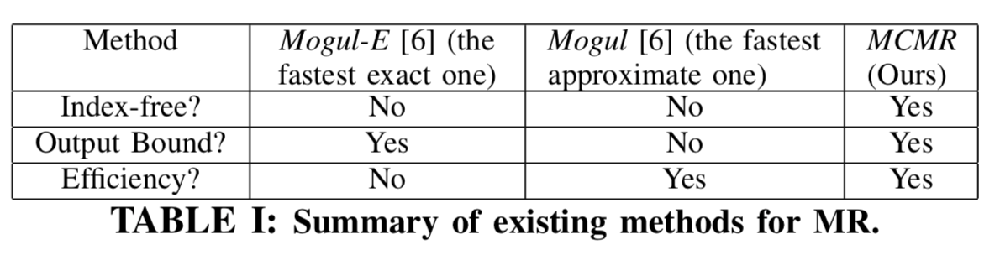 Method Mogul-E [6] (the Mogul [6] (the fastest MCMR
fastest exact one) approximate one) (Ours)
Index-free? No No Yes
Output Bound? Yes No Yes
Efficiency? No Yes Yes
TABLE I: Summary of existing methods for MR.